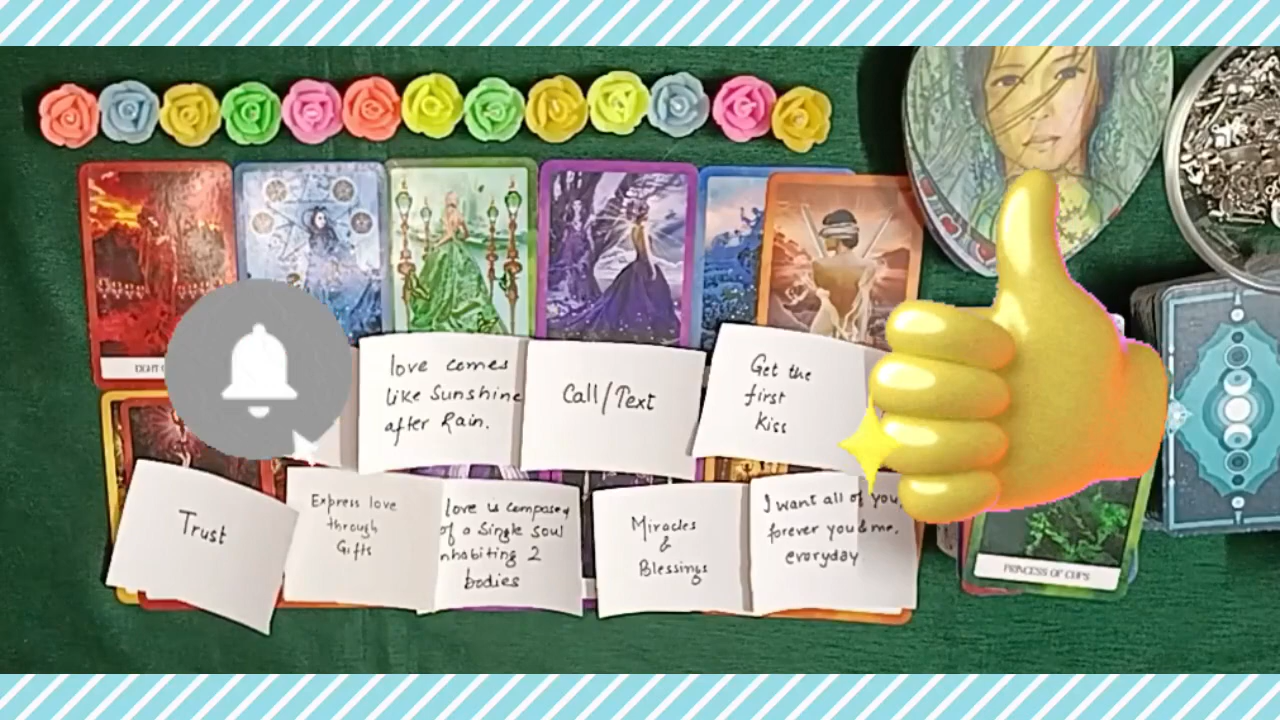 EIGHT
love comes
like Sunshine
after Rain.
Call/Text
Get the
first
kiss
Trust
Express love
through
Gifts
love is composed
of a Single Soul
nhabiting 2
bodies
Miracles
&
Blessings
I want all of you,
forever you & me,
everyday
PRINCESS OF CUPS